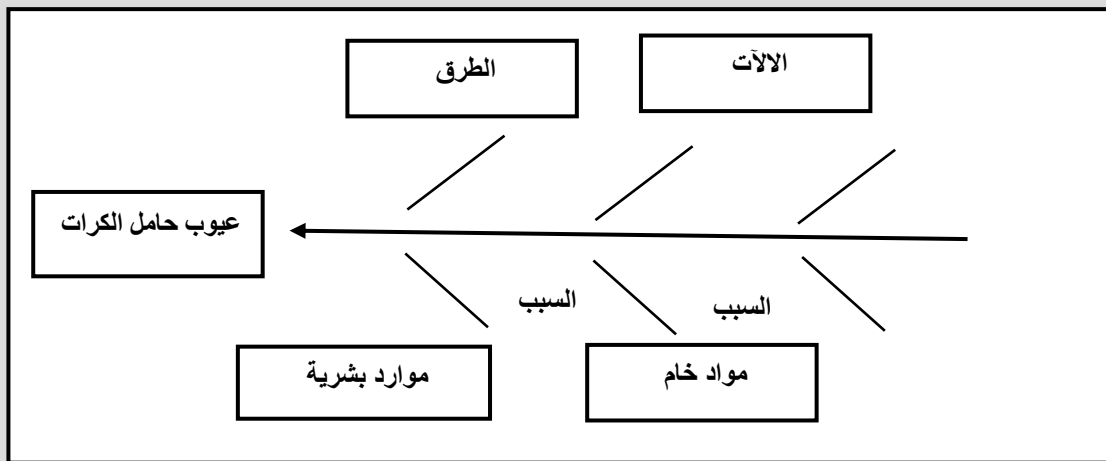 الالآت
الطرق
عيوب حامل الكرات
السبب
السبب
مواد خام
موارد بشرية